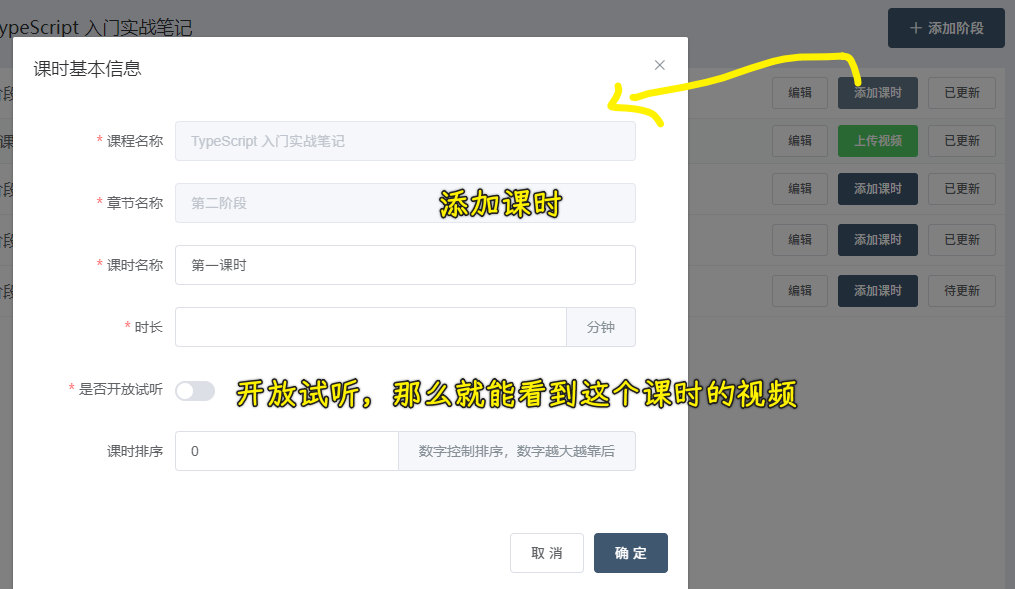 ypeScript 入门实战笔记
添加阶段
课时基本信息
编辑 添加课时 已更新
* 课程名称 TypeScript 入门实战笔记
编辑 上传视频 已更新
* 章节名称 第二阶段
添加课时
编辑 添加课时 已更新
编辑 添加课时 已更新
* 课时名称 第一课时
编辑 添加课时 待更新
* 时长 分钟
* 是否开放试听
开放试听，那么就能看到这个课时的视频
课时排序 0 数字控制排序，数字越大越靠后
取 消 确 定